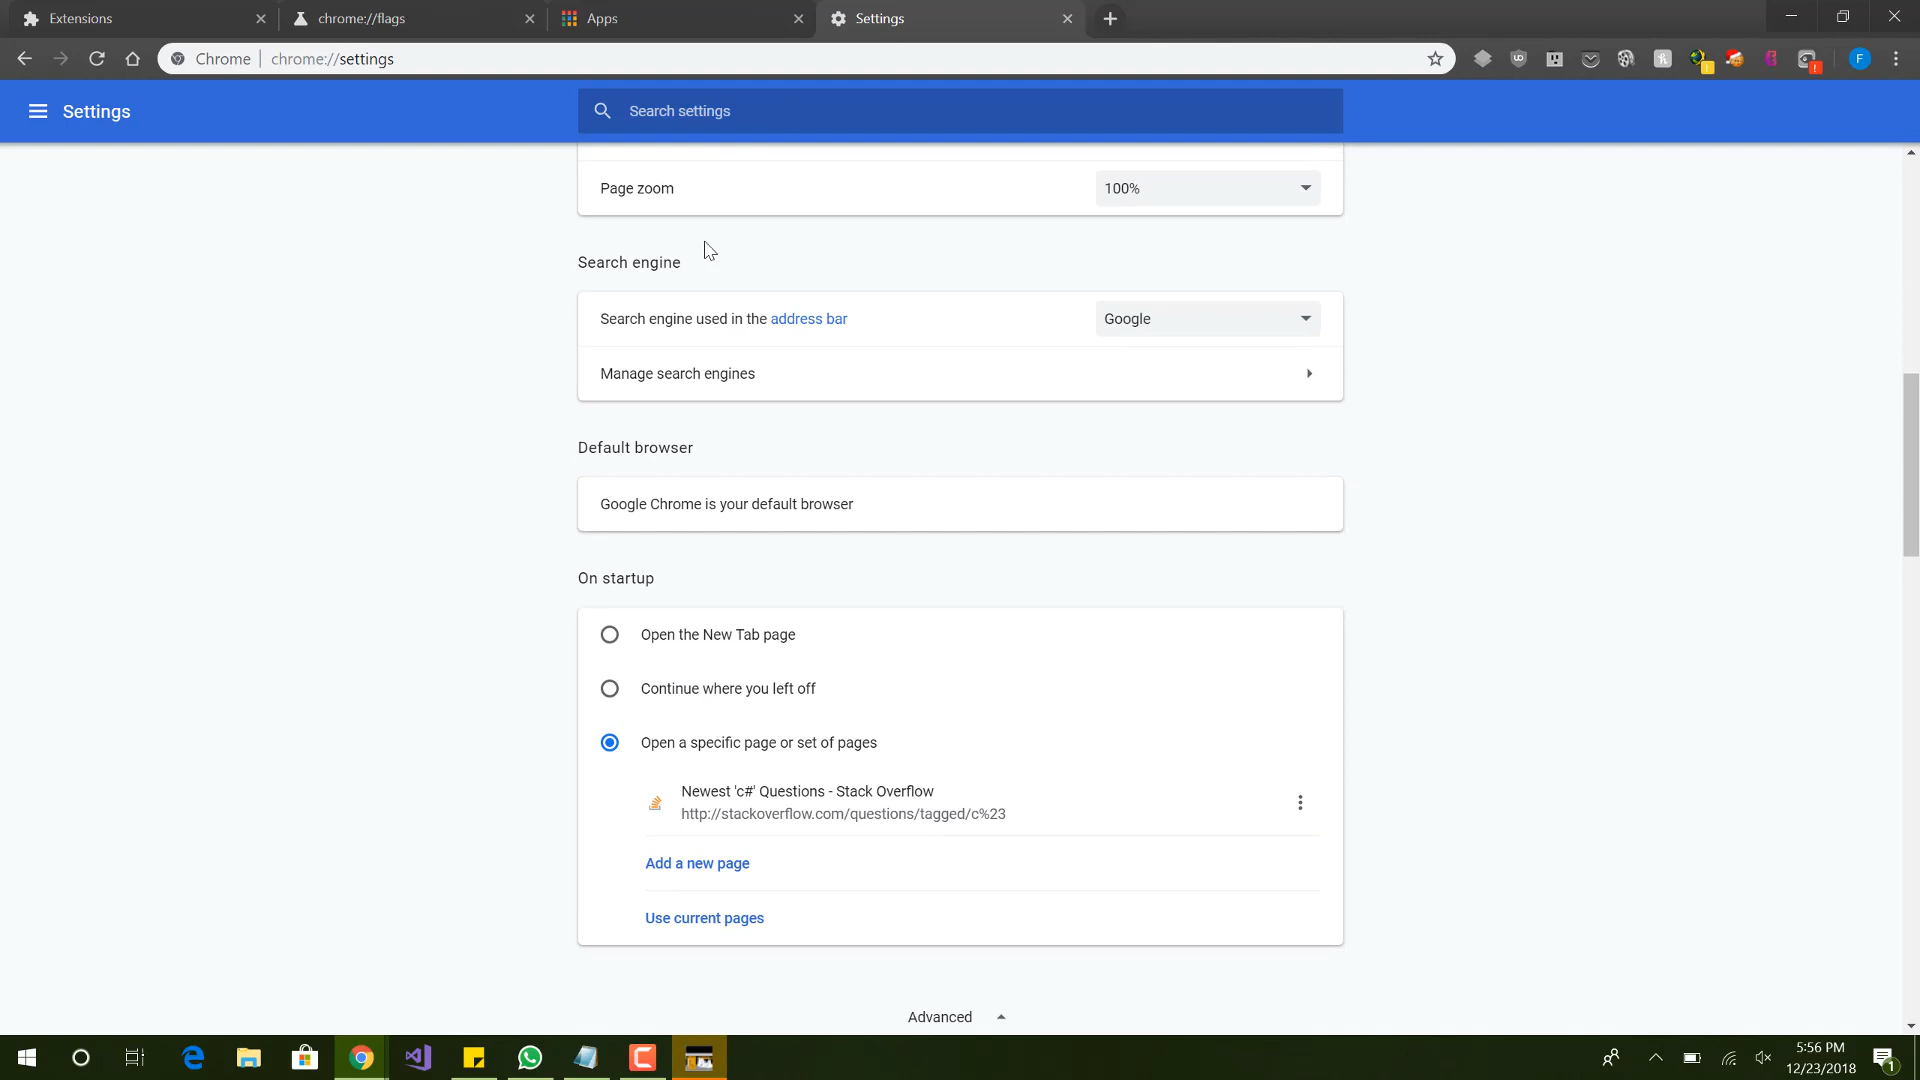 Extensions
chrome://flags
Apps
Settings
Chrome | chrome://settings
F
Settings
Search settings
Page zoom
100%
Search engine
Search engine used in the address bar
Google
Manage search engines
Default browser
Google Chrome is your default browser
On startup
Open the New Tab page
Continue where you left off
Open a specific page or set of pages
Newest 'c#' Questions - Stack Overflow
http://stackoverflow.com/questions/tagged/c%23
Add a new page
Use current pages
Advanced
5:56 PM
12/23/2018
1